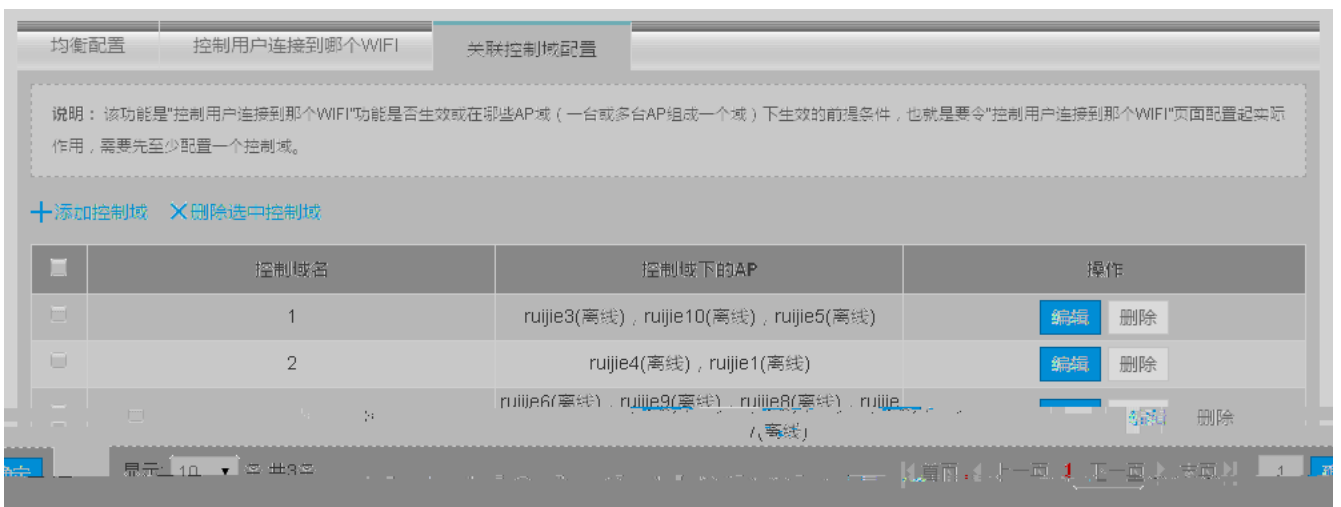 均衡配置 控制用户连接到哪个WIFI 关联控制域配置
说明：该功能是"控制用户连接到那个WIFI"功能是否生效或在哪些AP域（一台或多台AP组成一个域）下生效的前提条件，也就是要令"控制用户连接到那个WIFI"页面配置起实际
作用，需要先至少配置一个控制域。
添加控制域 删除选中控制域
控制域名 控制域下的AP 操作
1 ruijie3(离线)，ruijie10(离线)，ruijie5(离线) 编辑 删除
2 ruijie4(离线)，ruijie1(离线) 编辑 删除
ruijie6(离线)，ruijie9(离线)，ruijie8(离线)，ruijie
7(离线) 删除
显示: 10 条 共3条 首页 上一页 1 下一页 末页 1